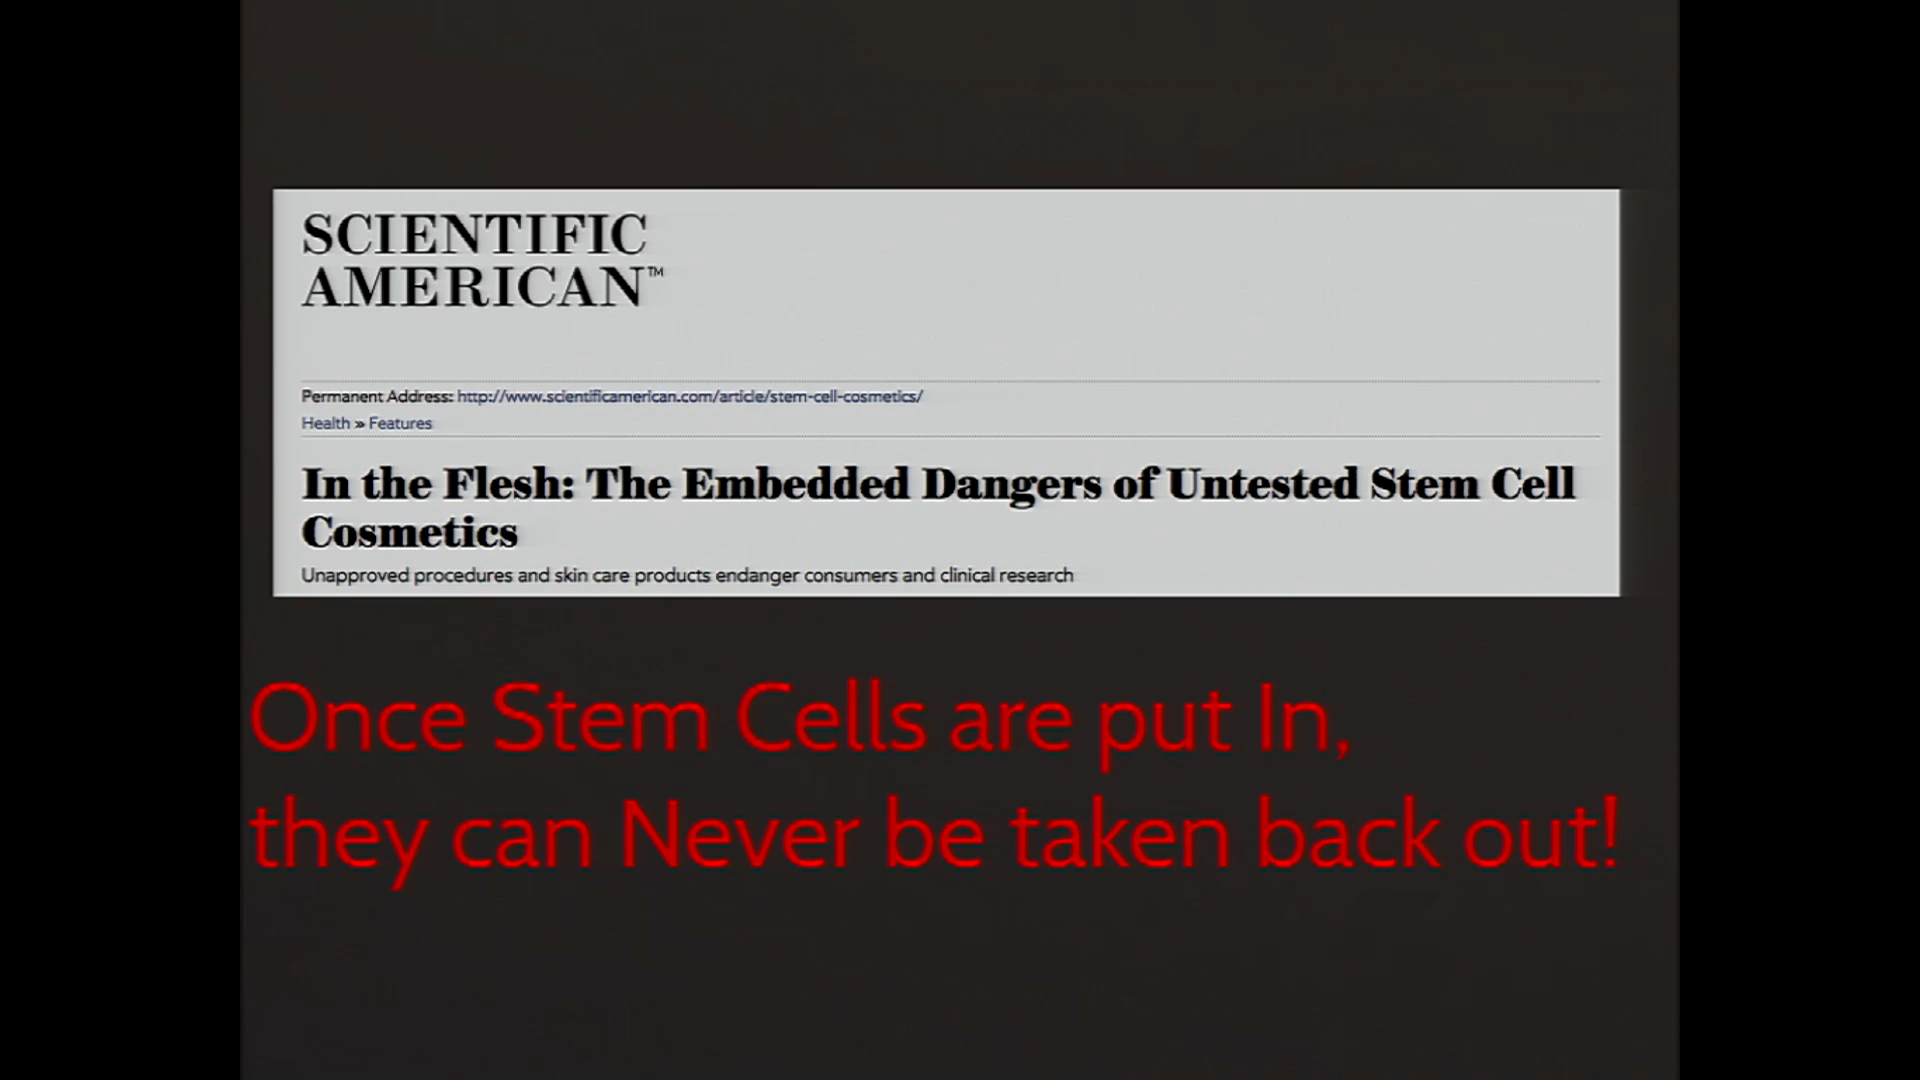 SCIENTIFIC
AMERICAN™
Permanent Address: http://www.scientificamerican.com/article/stem-cell-cosmetics/
Health » Features
In the Flesh: The Embedded Dangers of Untested Stem Cell
Cosmetics
Unapproved procedures and skin care products endanger consumers and clinical research
Once Stem Cells are put In,
they can Never be taken back out!